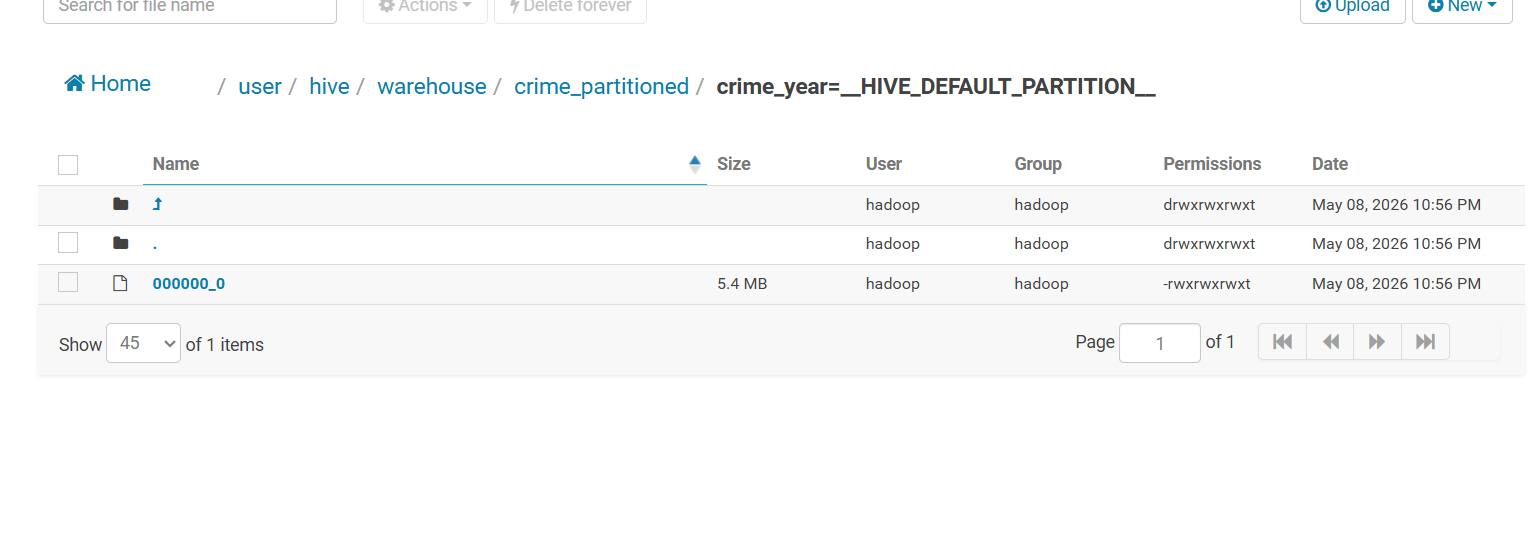 Search for file name Actions Delete forever Upload New
Home / user / hive / warehouse / crime_partitioned / crime_year=__HIVE_DEFAULT_PARTITION__
Name Size User Group Permissions Date
hadoop hadoop drwxrwxrwxt May 08, 2026 10:56 PM
. hadoop hadoop drwxrwxrwxt May 08, 2026 10:56 PM
000000_0 5.4 MB hadoop hadoop -rwxrwxrwxt May 08, 2026 10:56 PM
Show 45 of 1 items Page 1 of 1